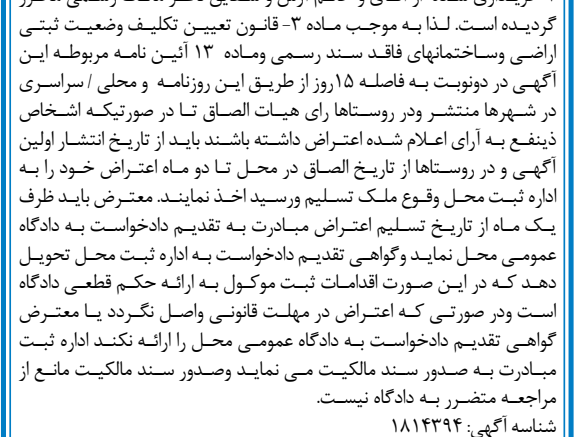 گردیده است. لذا به موجب ماده ۳- قانون تعیین تکلیف وضعیت ثبتی
اراضی وساختمانهای فاقد سند رسمی وماده ۱۳ آئین نامه مربوطه این
آگهی در دونوبت به فاصله ۱۵روز از طریق این روزنامه و محلی / سراسری
در شهرها منتشر ودر روستاها رای هیات الصاق تا در صورتیکه اشخاص
ذینفع به آرای اعلام شده اعتراض داشته باشند باید از تاریخ انتشار اولین
آگهی و در روستاها از تاریخ الصاق در محل تا دو ماه اعتراض خود را به
اداره ثبت محل وقوع ملک تسلیم ورسید اخذ نمایند. معترض باید ظرف
یک ماه از تاریخ تسلیم اعتراض مبادرت به تقدیم دادخواست به دادگاه
عمومی محل نماید وگواهی تقدیم دادخواست به اداره ثبت محل تحویل
دهد که در این صورت اقدامات ثبت موکول به ارائه حکم قطعی دادگاه
است ودر صورتی که اعتراض در مهلت قانونی واصل نگردد یا معترض
گواهی تقدیم دادخواست به دادگاه عمومی محل را ارائه نکند اداره ثبت
مبادرت به صدور سند مالکیت می نماید وصدور سند مالکیت مانع از
مراجعه متضرر به دادگاه نیست.
شناسه آگهی: ۱۸۱۴۳۹۴